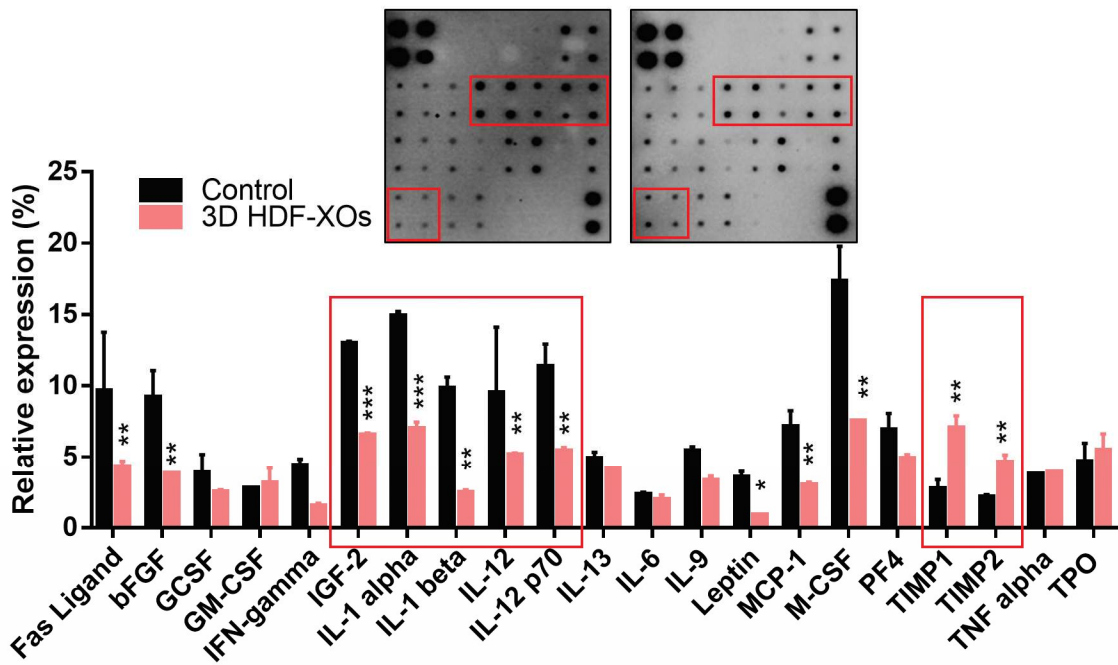 25
20
15
10
5
0
Relative expression (%)
Control
3D HDF-XOs
**
**
***
***
**
**
**
*
**
**
**
**
Fas Ligand
bFGF
GCSF
GM-CSF
IFN-gamma
IGF-2
IL-1 alpha
IL-1 beta
IL-12
IL-12 p70
IL-13
IL-6
IL-9
Leptin
MCP-1
M-CSF
PF4
TIMP1
TIMP2
TNF alpha
TPO